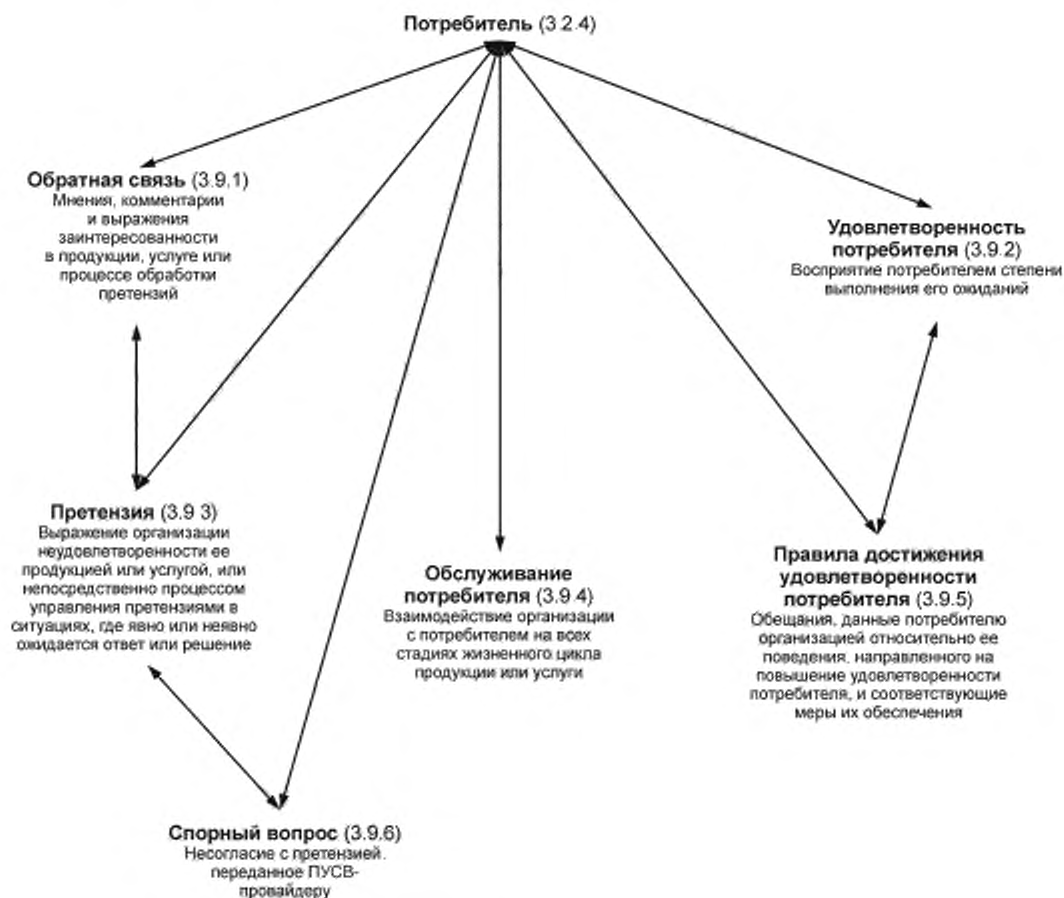 Потребитель (3.2.4)
Обратная связь (3.9.1)
Мнения, комментарии
и выражения
заинтересованности
в продукции, услуге или
процессе обработки
претензий
Удовлетворенность
потребителя (3.9.2)
Восприятие потребителем степени
выполнения его ожиданий
Претензия (3.9 3)
Выражение организации
неудовлетворенности ее
продукцией или услугой, или
непосредственно процессом
управления претензиями в
ситуациях, где явно или неявно
ожидается ответ или решение
Обслуживание
потребителя (3.9.4)
Взаимодействие организации
с потребителем на всех
стадиях жизненного цикла
продукции или услуги
Правила достижения
удовлетворенности
потребителя (3.9.5)
Обещания, данные потребителю
организацией относительно ее
поведения, направленного на
повышение удовлетворенности
потребителя, и соответствующие
меры их обеспечения
Спорный вопрос (3.9.6)
Несогласие с претензией.
переданное ПУСВ-
провайдеру